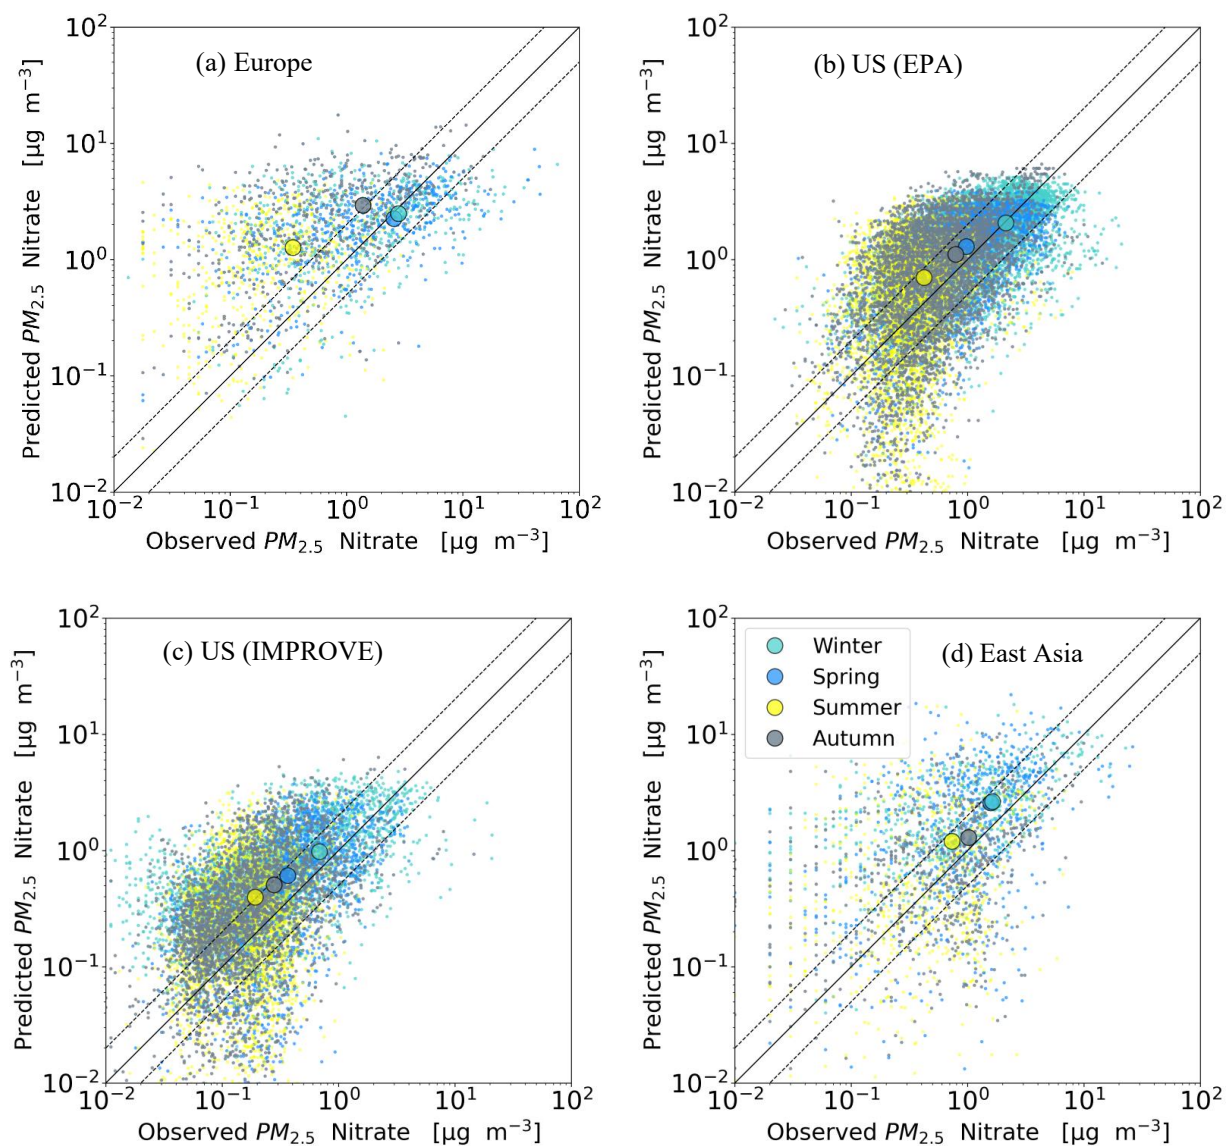 (a) Europe
10² 10¹ 10⁰ 10⁻¹ 10⁻²
Predicted PM₂.₅ Nitrate [µg m⁻³]
10⁻² 10⁻¹ 10⁰ 10¹ 10²
Observed PM₂.₅ Nitrate [µg m⁻³]
(b) US (EPA)
10² 10¹ 10⁰ 10⁻¹ 10⁻²
Predicted PM₂.₅ Nitrate [µg m⁻³]
10⁻² 10⁻¹ 10⁰ 10¹ 10²
Observed PM₂.₅ Nitrate [µg m⁻³]
(c) US (IMPROVE)
10² 10¹ 10⁰ 10⁻¹ 10⁻²
Predicted PM₂.₅ Nitrate [µg m⁻³]
10⁻² 10⁻¹ 10⁰ 10¹ 10²
Observed PM₂.₅ Nitrate [µg m⁻³]
(d) East Asia
Winter
Spring
Summer
Autumn
10² 10¹ 10⁰ 10⁻¹ 10⁻²
Predicted PM₂.₅ Nitrate [µg m⁻³]
10⁻² 10⁻¹ 10⁰ 10¹ 10²
Observed PM₂.₅ Nitrate [µg m⁻³]